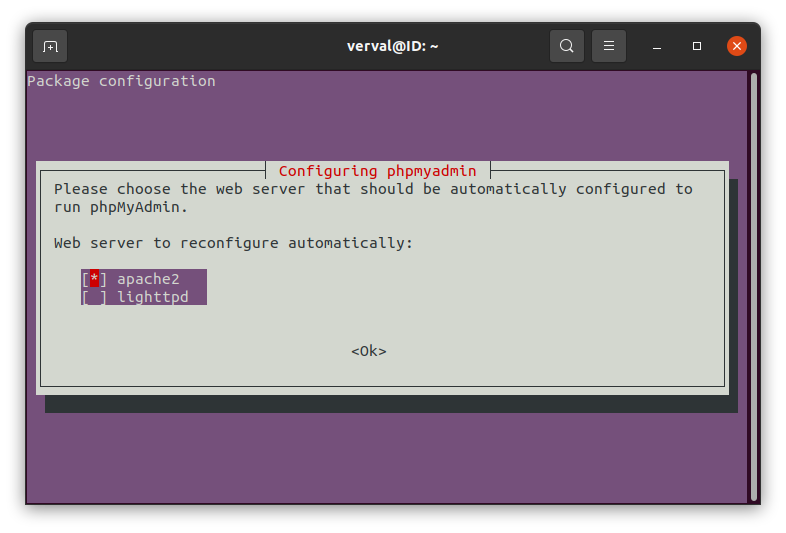 verval@ID: ~
Package configuration
Configuring phpmyadmin
Please choose the web server that should be automatically configured to
run phpMyAdmin.
Web server to reconfigure automatically:
[*] apache2
[ ] lighttpd
<Ok>